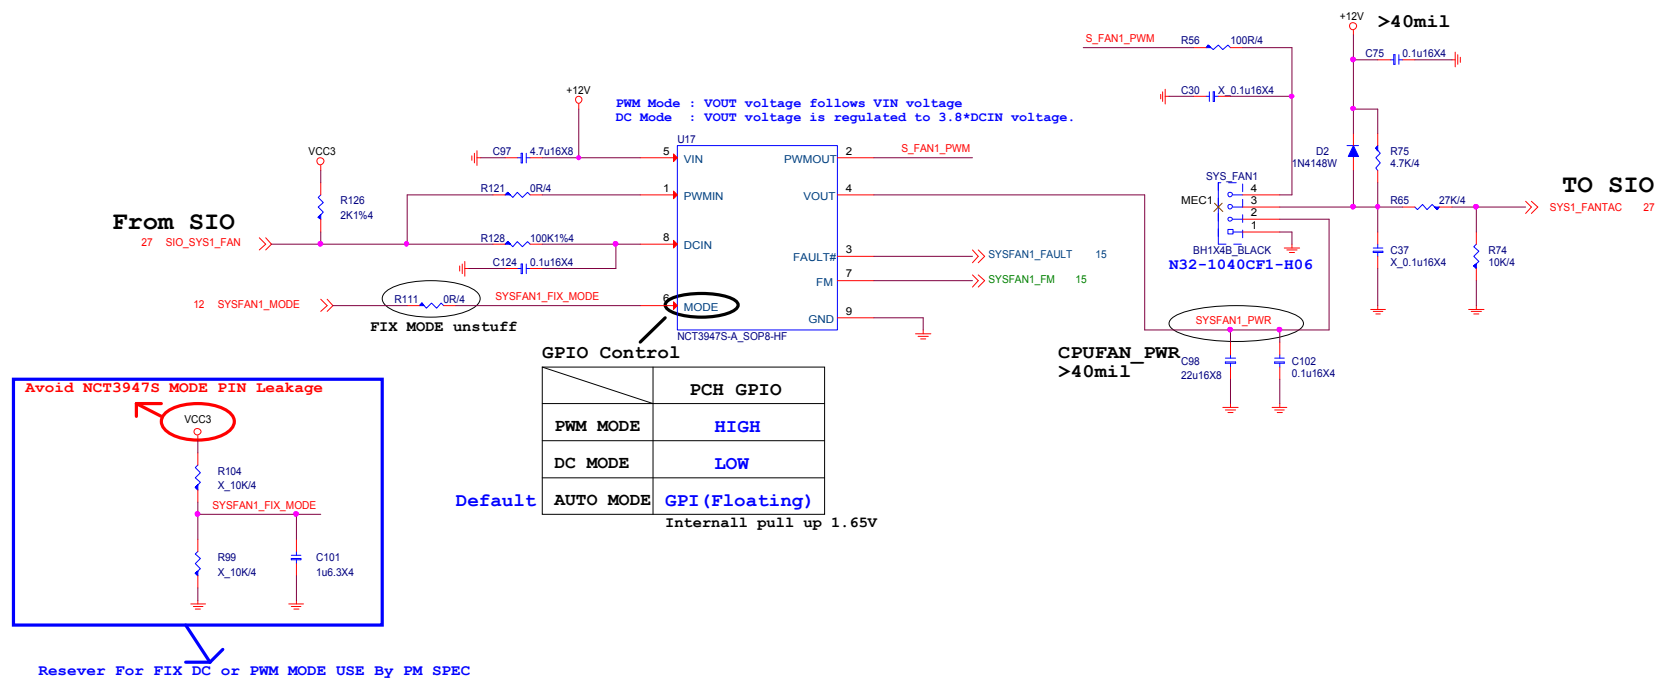 +12V
>40mil
S_FAN1_PWM
R56
100R/4
C75
0.1u16X4
+12V
C30
X_0.1u16X4
PWM Mode : VOUT voltage follows VIN voltage
DC Mode : VOUT voltage is regulated to 3.8*DCIN voltage.
U17
VCC3
C97
4.7u16X8
5
VIN
PWMOUT
2
S_FAN1_PWM
D2
1N4148W
R75
4.7K/4
R121
0R/4
1
PWMIN
VOUT
4
SYS_FAN1
MEC1
4
3
2
1
R126
2K1%4
R65
27K/4
TO SIO
SYS1_FANTAC
27
From SIO
27
SIO_SYS1_FAN
R128
100K1%4
8
DCIN
C124
0.1u16X4
FAULT#
3
SYSFAN1_FAULT
15
BH1X4B_BLACK
N32-1040CF1-H06
C37
X_0.1u16X4
R74
10K/4
FM
7
SYSFAN1_FM
15
12
SYSFAN1_MODE
R111
0R/4
SYSFAN1_FIX_MODE
6
MODE
GND
9
FIX MODE unstuff
NCT3947S-A_SOP8-HF
SYSFAN1_PWR
GPIO Control
CPUFAN_PWR
>40mil
C98
22u16X8
C102
0.1u16X4
PCH GPIO
PWM MODE
HIGH
DC MODE
LOW
Default
AUTO MODE
GPI(Floating)
Internall pull up 1.65V
Avoid NCT3947S MODE PIN Leakage
VCC3
R104
X_10K/4
SYSFAN1_FIX_MODE
R99
X_10K/4
C101
1u6.3X4
Resever For FIX DC or PWM MODE USE By PM SPEC